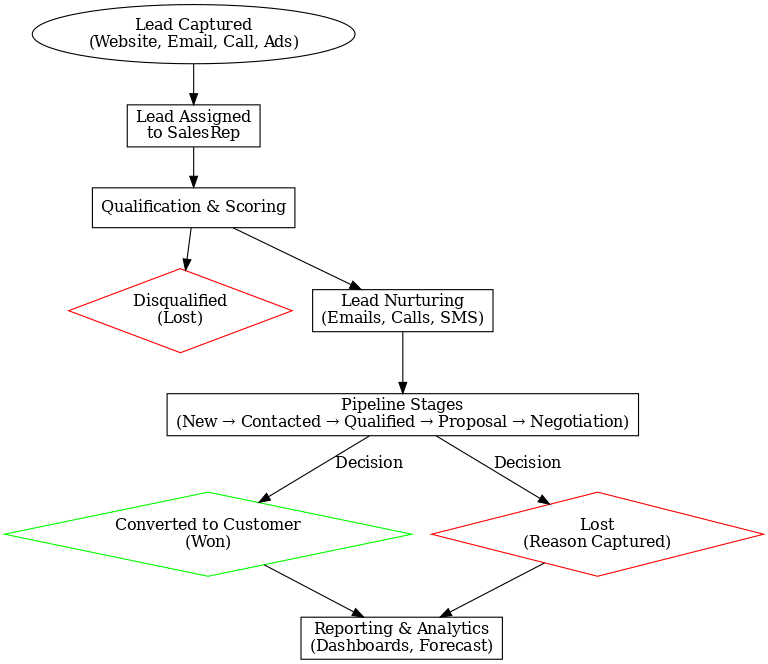 Lead Captured
(Website, Email, Call, Ads)
Lead Assigned
to SalesRep
Qualification & Scoring
Disqualified
(Lost)
Lead Nurturing
(Emails, Calls, SMS)
Pipeline Stages
(New → Contacted → Qualified → Proposal → Negotiation)
Decision
Decision
Converted to Customer
(Won)
Lost
(Reason Captured)
Reporting & Analytics
(Dashboards, Forecast)